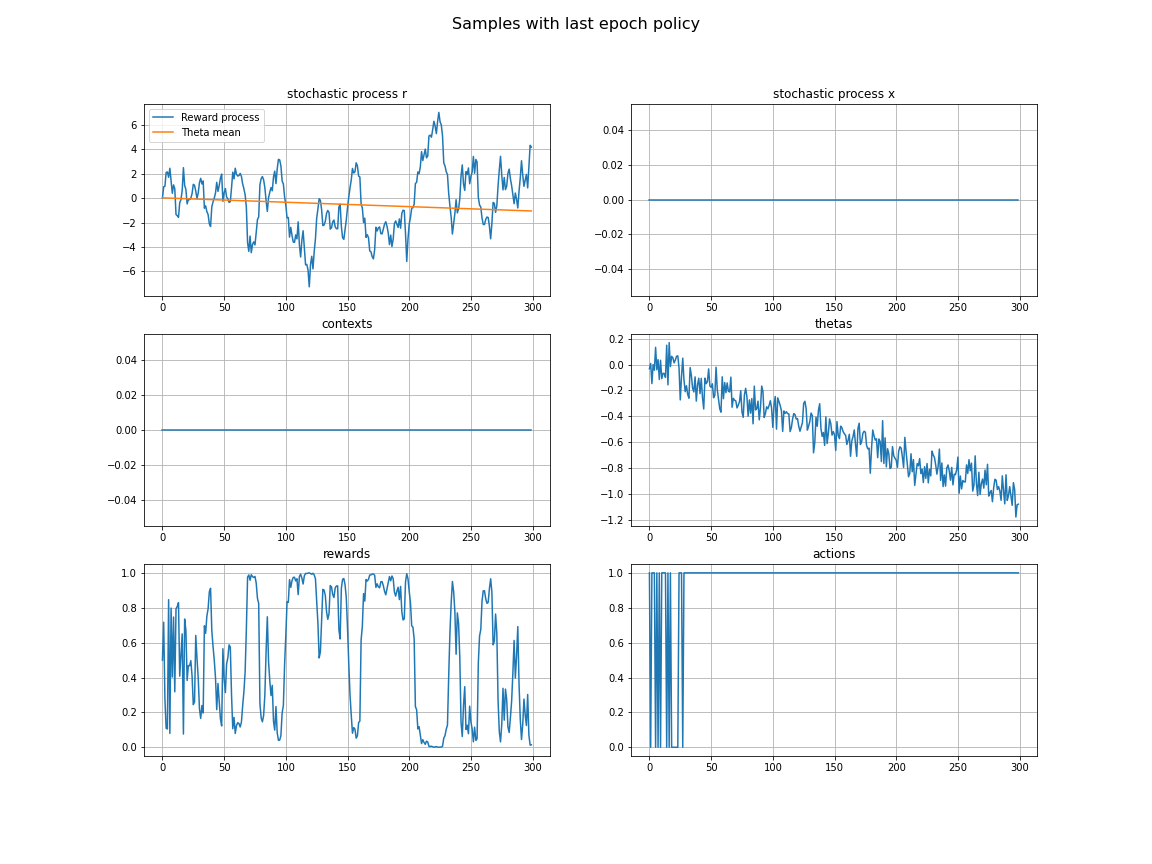 Samples with last epoch policy
stochastic process r
Reward process
Theta mean
6
4
2
0
−2
−4
−6
0 50 100 150 200 250 300
stochastic process x
0.04
0.02
0.00
−0.02
−0.04
0 50 100 150 200 250 300
contexts
0.04
0.02
0.00
−0.02
−0.04
0 50 100 150 200 250 300
thetas
0.2
0.0
−0.2
−0.4
−0.6
−0.8
−1.0
−1.2
0 50 100 150 200 250 300
rewards
1.0
0.8
0.6
0.4
0.2
0.0
0 50 100 150 200 250 300
actions
1.0
0.8
0.6
0.4
0.2
0.0
0 50 100 150 200 250 300